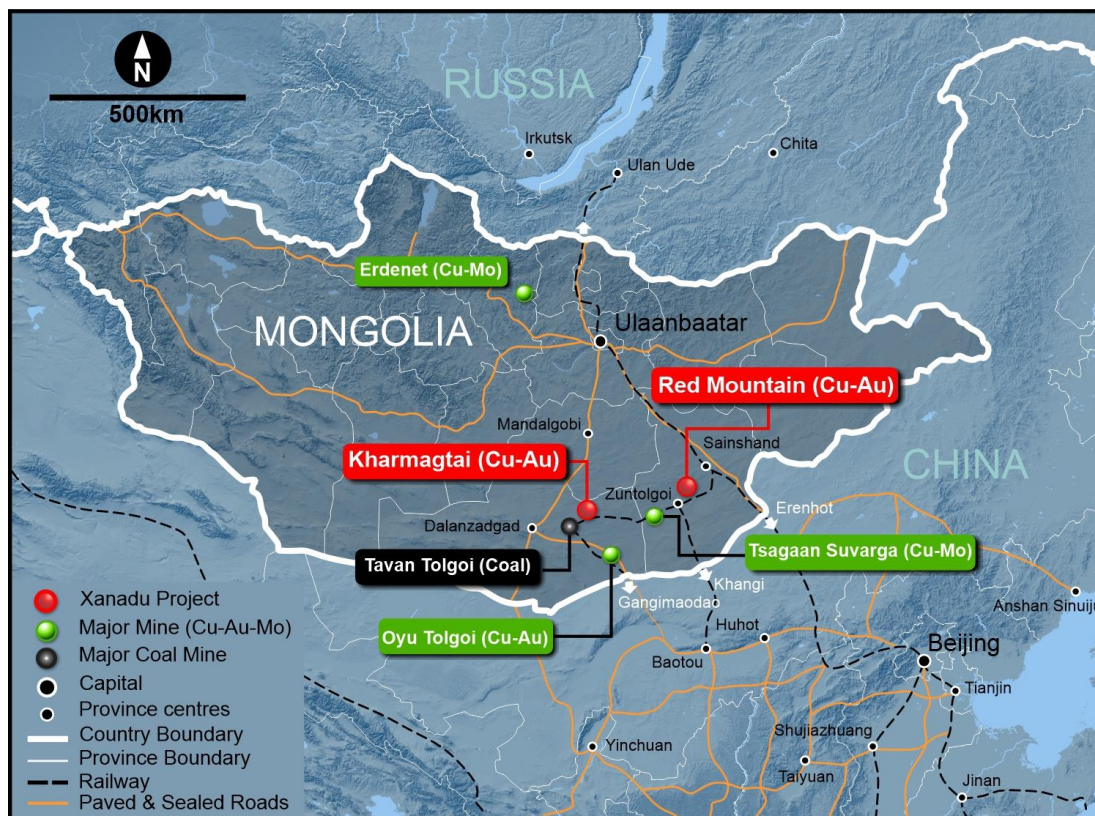 N
500km
RUSSIA
Irkutsk
Chita
Ulan Ude
Erdenet (Cu-Mo)
MONGOLIA
Ulaanbaatar
Red Mountain (Cu-Au)
Mandalgobi
Sainshand
Kharmagtai (Cu-Au)
CHINA
Zuntolgoi
Erenhot
Dalanzadgad
Tsagaan Suvarga (Cu-Mo)
Tavan Tolgoi (Coal)
Khangi
Gangimaodao
Anshan Sinuiju
Oyu Tolgoi (Cu-Au)
Huhot
Baotou
Beijing
Tianjin
Shujiazhuang
Yinchuan
Taiyuan
Jinan
Xanadu Project
Major Mine (Cu-Au-Mo)
Major Coal Mine
Capital
Province centres
Country Boundary
Province Boundary
Railway
Paved & Sealed Roads